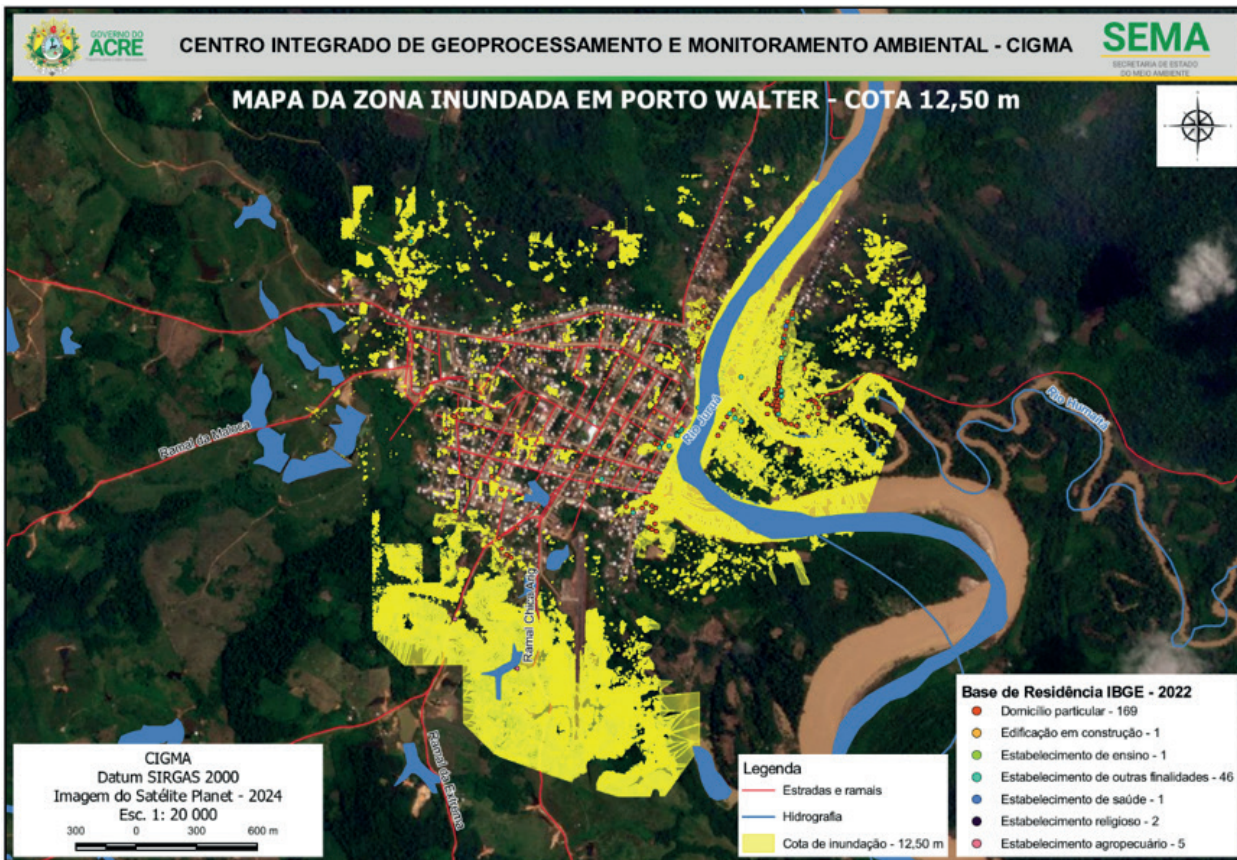 GOVERNO DO
ACRE
CENTRO INTEGRADO DE GEOPROCESSAMENTO E MONITORAMENTO AMBIENTAL - CIGMA
SEMA
SECRETARIA DE ESTADO
DO MEIO AMBIENTE
MAPA DA ZONA INUNDADA EM PORTO WALTER - COTA 12,50 m
Ramal da Maloca
Rio Juruá
Rio Humaitá
Ramal Chica Ari
Ramal da Extrema
CIGMA
Datum SIRGAS 2000
Imagem do Satélite Planet - 2024
Esc. 1: 20 000
300 0 300 600 m
Legenda
Estradas e ramais
Hidrografia
Cota de inundação - 12,50 m
Base de Residência IBGE - 2022
Domicílio particular - 169
Edificação em construção - 1
Estabelecimento de ensino - 1
Estabelecimento de outras finalidades - 46
Estabelecimento de saúde - 1
Estabelecimento religioso - 2
Estabelecimento agropecuário - 5